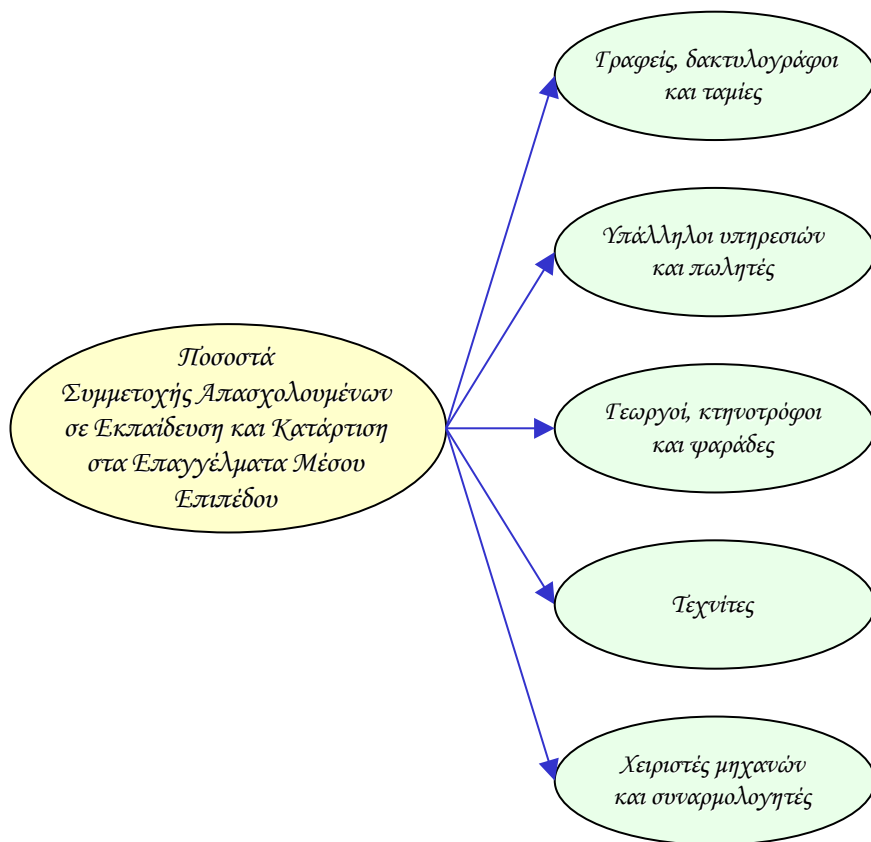 Γραφείς, δακτυλογράφοι
και ταμίες
Υπάλληλοι υπηρεσιών
και πωλητές
Ποσοστά
Συμμετοχής Απασχολουμένων
σε Εκπαίδευση και Κατάρτιση
στα Επαγγέλματα Μέσου
Επιπέδου
Γεωργοί, κτηνοτρόφοι
και ψαράδες
Τεχνίτες
Χειριστές μηχανών
και συναρμολογητές